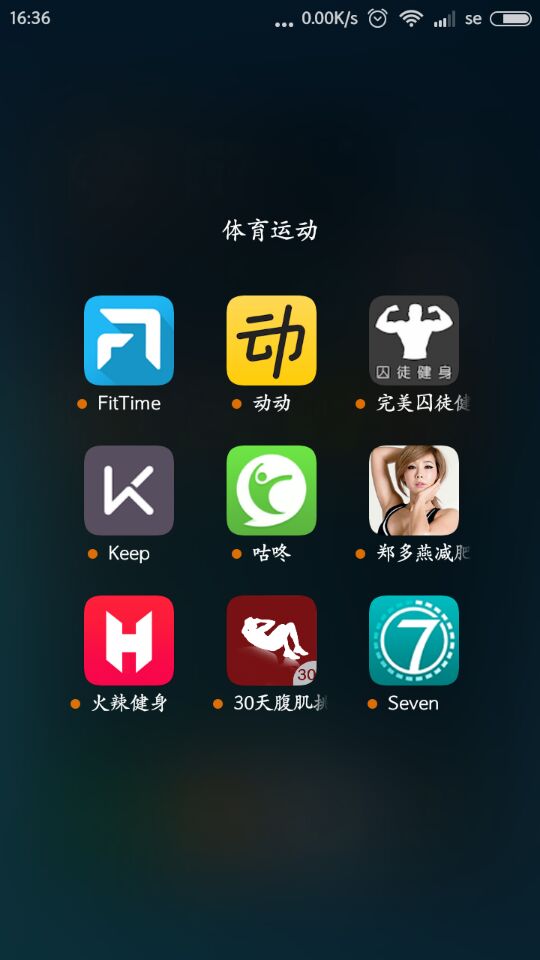 16:36 ... 0.00K/s se
体育运动
动
囚徒健身
FitTime 动动 完美囚徒健
Keep 咕咚 郑多燕减肥
7
30
火辣健身 30天腹肌挑 Seven